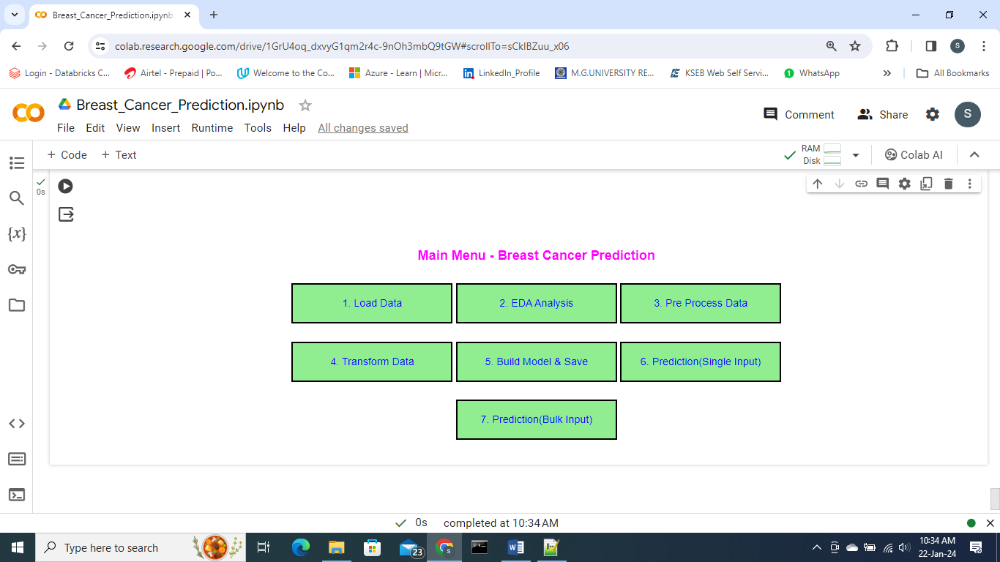 Breast_Cancer_Prediction.ipynb
colab.research.google.com/drive/1GrU4oq_dxvyG1qm2r4c-9nOh3mbQ9tGW#scrollTo=sCkIBZuu_x06
Login - Databricks C... Airtel - Prepaid | Po... Welcome to the Co... Azure - Learn | Micr... LinkedIn_Profile M.G.UNIVERSITY RE... KSEB Web Self Servi... WhatsApp » All Bookmarks
Breast_Cancer_Prediction.ipynb
Comment Share S
File Edit View Insert Runtime Tools Help All changes saved
+ Code + Text RAM Disk Colab AI
0s
{x}
Main Menu - Breast Cancer Prediction
1. Load Data 2. EDA Analysis 3. Pre Process Data
4. Transform Data 5. Build Model & Save 6. Prediction(Single Input)
7. Prediction(Bulk Input)
0s completed at 10:34 AM
Type here to search 23 10:34 AM
22-Jan-24